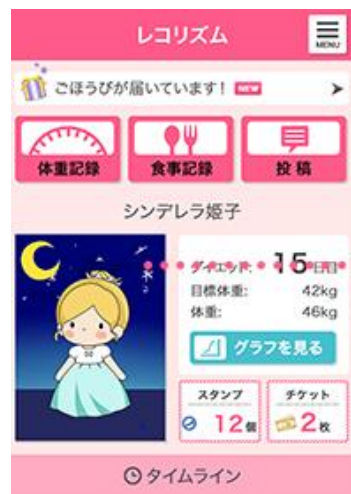 レコリズム
MENU
ごほうびが届いています! NEW
体重記録
食事記録
投稿
シンデレラ姫子
ダイエット: 15日目
目標体重: 42kg
体重: 46kg
グラフを見る
スタンプ
12個
チケット
2枚
タイムライン